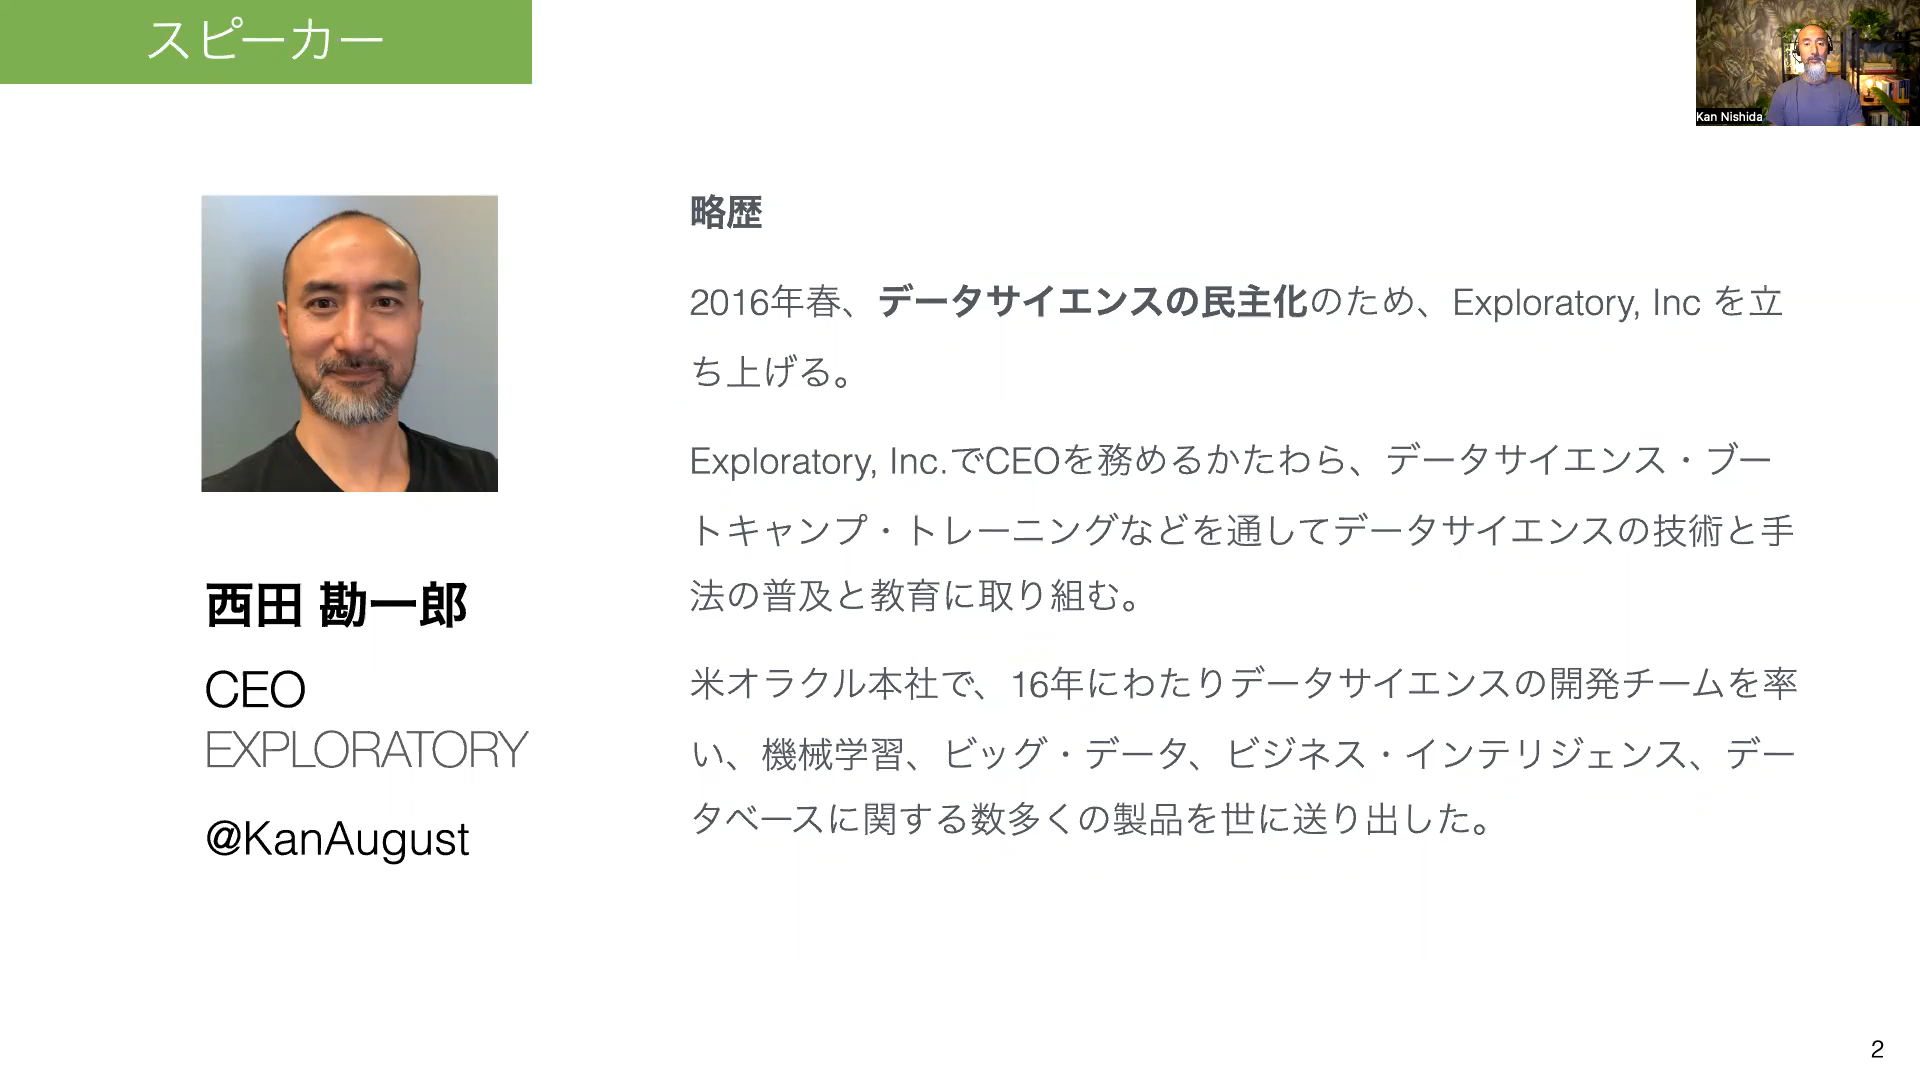 スピーカー
Kan Nishida
西田 勘一郎
CEO
EXPLORATORY
@KanAugust
略歴
2016年春、データサイエンスの民主化のため、Exploratory, Inc を立
ち上げる。
Exploratory, Inc.でCEOを務めるかたわら、データサイエンス・ブー
トキャンプ・トレーニングなどを通してデータサイエンスの技術と手
法の普及と教育に取り組む。
米オラクル本社で、16年にわたりデータサイエンスの開発チームを率
い、機械学習、ビッグ・データ、ビジネス・インテリジェンス、デー
タベースに関する数多くの製品を世に送り出した。
2